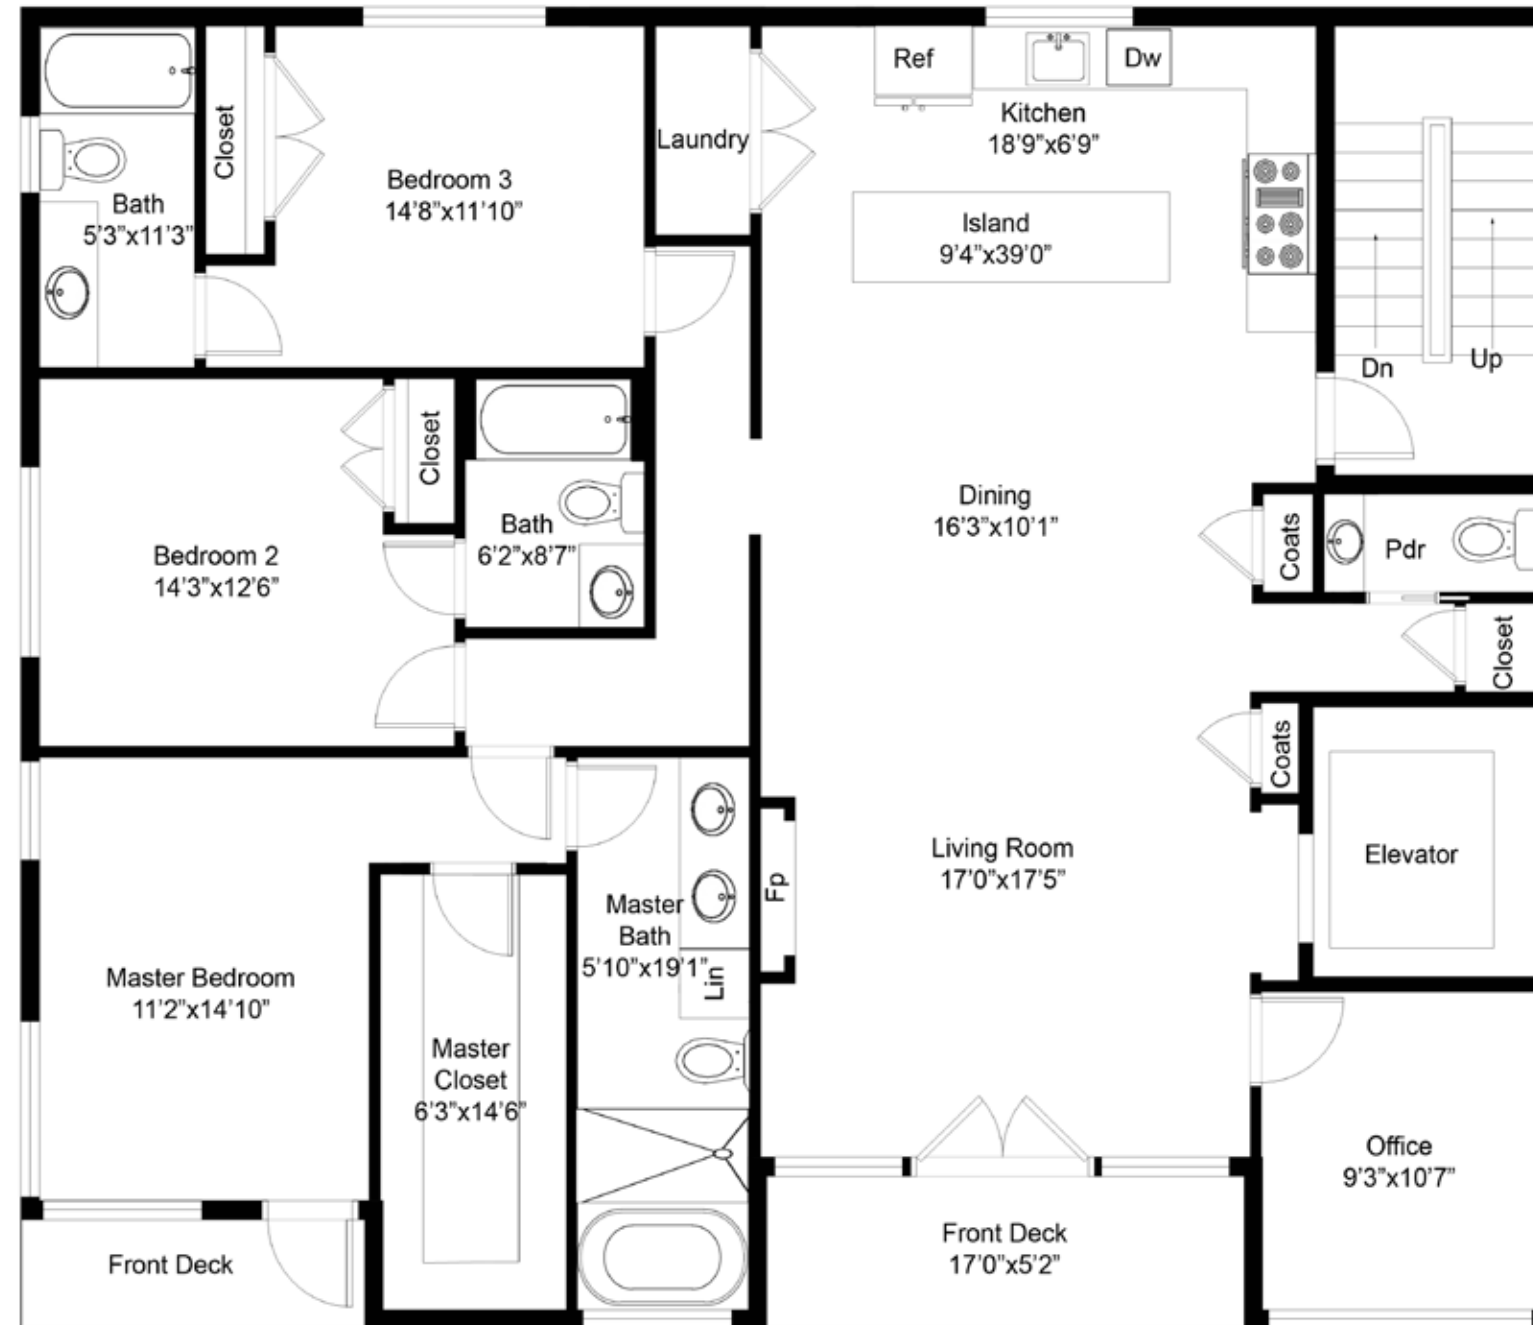 Ref
Dw
Kitchen
18'9"x6'9"
Closet
Laundry
Bedroom 3
14'8"x11'10"
Bath
5'3"x11'3"
Island
9'4"x39'0"
Dn
Up
Closet
Dining
16'3"x10'1"
Bath
6'2"x8'7"
Coats
Pdr
Bedroom 2
14'3"x12'6"
Closet
Coats
Living Room
17'0"x17'5"
Elevator
Fp
Master
Bath
5'10"x19'1"
Lin
Master Bedroom
11'2"x14'10"
Master
Closet
6'3"x14'6"
Office
9'3"x10'7"
Front Deck
17'0"x5'2"
Front Deck